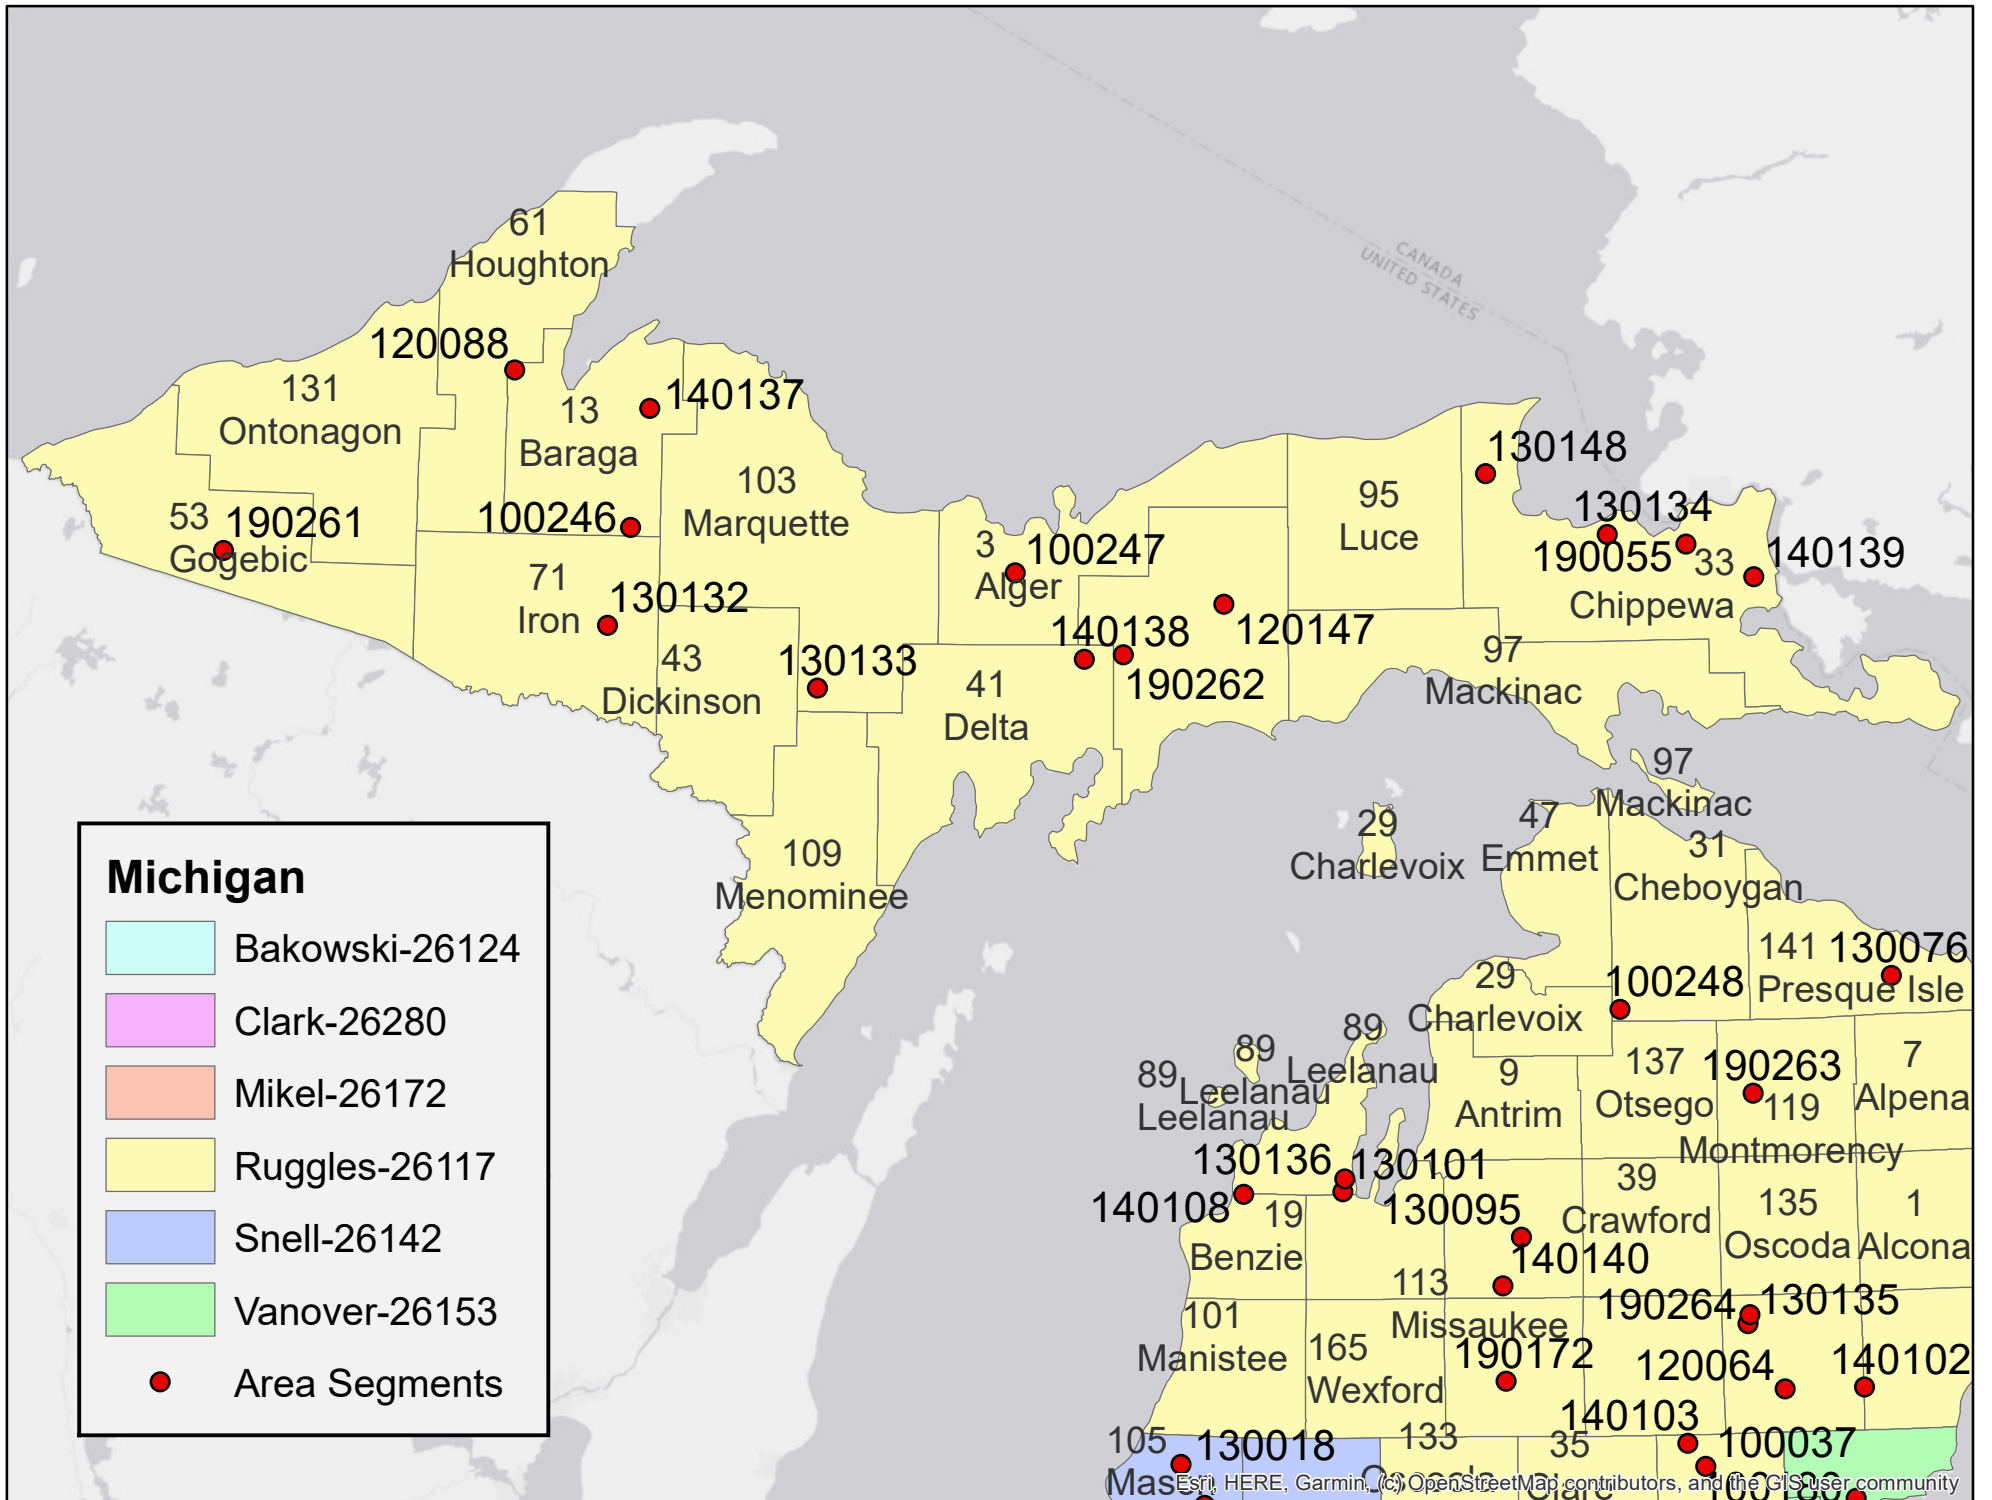 CANADA
UNITED STATES
61
Houghton
120088
131
Ontonagon
13
Baraga
140137
103
Marquette
53
Gogebic
190261
100246
71
Iron
130132
43
Dickinson
130133
3
Alger
100247
140138
190262
120147
41
Delta
95
Luce
130148
130134
190055
33
Chippewa
140139
97
Mackinac
97
Mackinac
109
Menominee
29
Charlevoix
47
Emmet
31
Cheboygan
141
Presque Isle
130076
29
Charlevoix
100248
89
Leelanau
89
Leelanau
89
Leelanau
9
Antrim
137
Otsego
190263
119
Montmorency
7
Alpena
130136
130101
140108
19
Benzie
130095
140140
39
Crawford
135
Oscoda
1
Alcona
113
Missaukee
101
Manistee
165
Wexford
190172
190264
130135
120064
140102
140103
100037
105
Mason
130018
133
35
Clare
Michigan
Bakowski-26124
Clark-26280
Mikel-26172
Ruggles-26117
Snell-26142
Vanover-26153
Area Segments
Esri, HERE, Garmin, (c) OpenStreetMap contributors, and the GIS user community